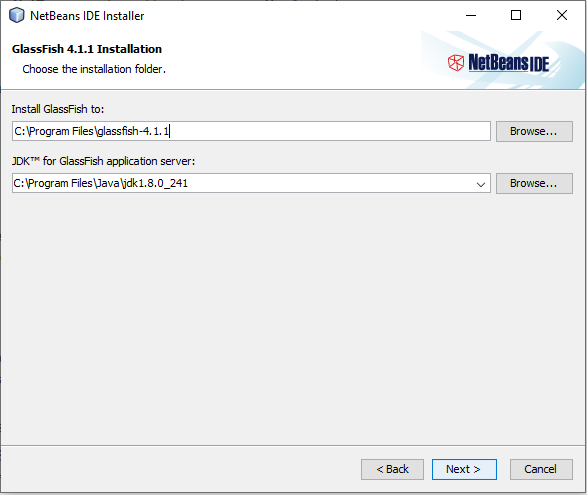 NetBeans IDE Installer
GlassFish 4.1.1 Installation
Choose the installation folder.
NetBeans IDE
Install GlassFish to:
C:\Program Files\glassfish-4.1.1
Browse...
JDK™ for GlassFish application server:
C:\Program Files\Java\jdk1.8.0_241
Browse...
< Back
Next >
Cancel